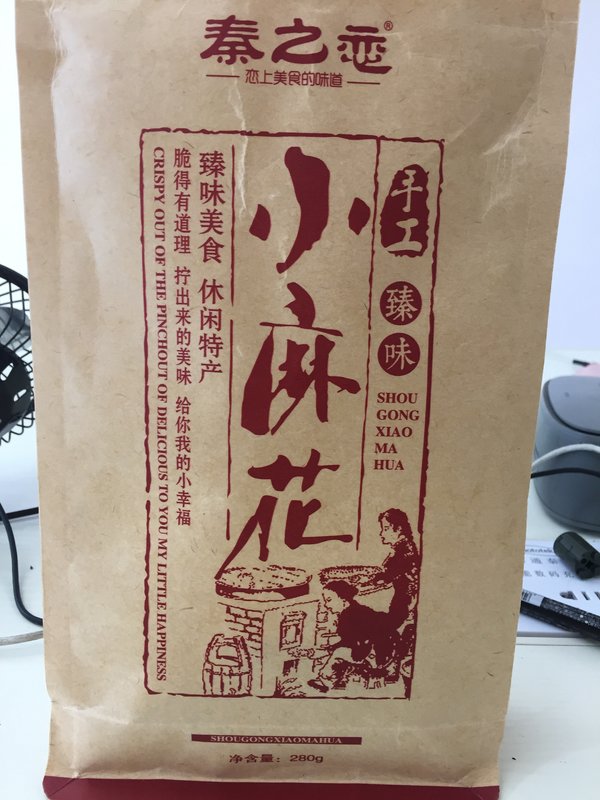 秦之恋®
恋上美食的味道
手工
臻味
SHOU
GONG
XIAO
MA
HUA
小麻花
臻味美食 休闲特产
脆得有道理 拧出来的美味 给你我的小幸福
CRISPY OUT OF THE PINCHOUT OF DELICIOUS TO YOU MY LITTLE HAPPINESS
SHOUGONGXIAOMAHUA
净含量：280g